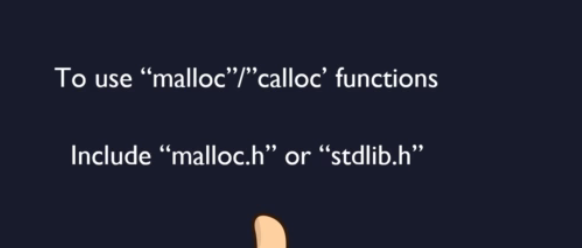 To use “malloc”/”calloc’ functions
Include “malloc.h” or “stdlib.h”